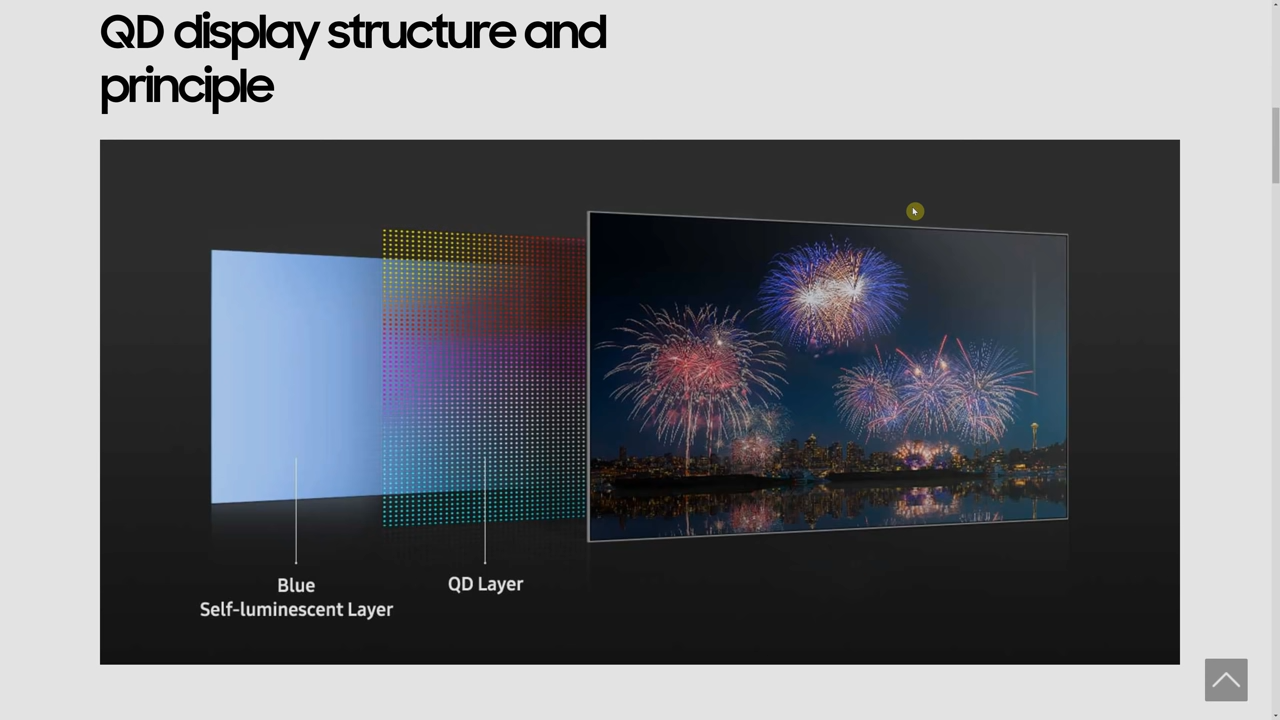 QD display structure and
principle
Blue
Self-luminescent Layer
QD Layer